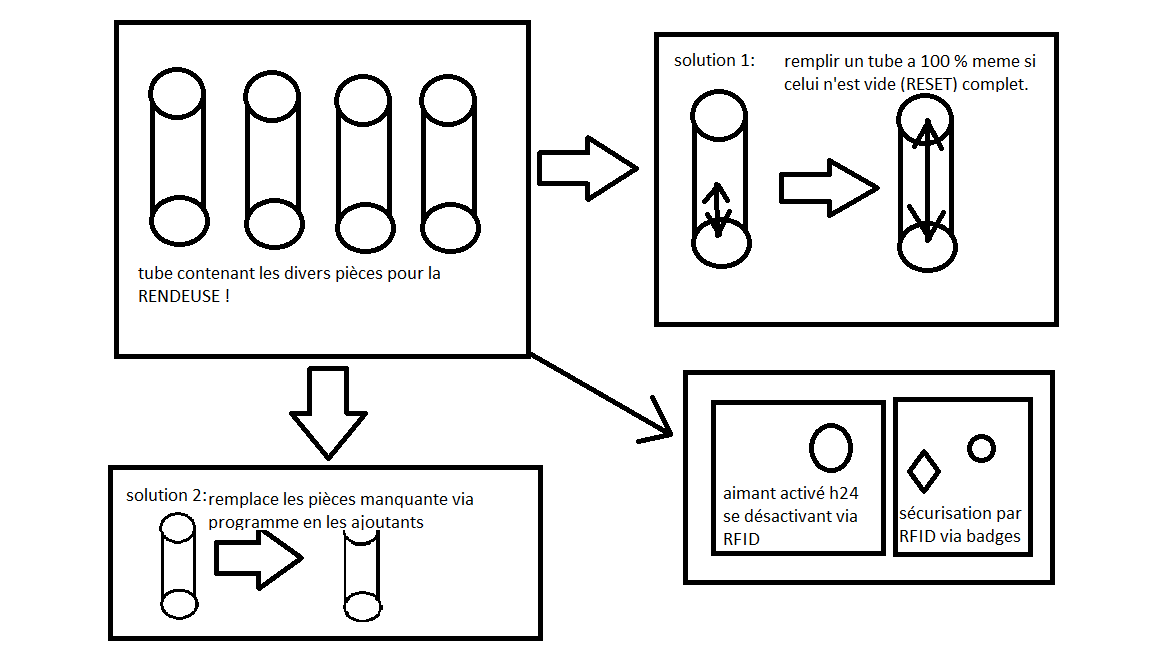 tube contenant les divers pièces pour la
RENDEUSE !
solution 1:
remplir un tube a 100 % meme si
celui n'est vide (RESET) complet.
solution 2:
remplace les pièces manquante via
programme en les ajoutants
aimant activé h24
se désactivant via
RFID
sécurisation par
RFID via badges